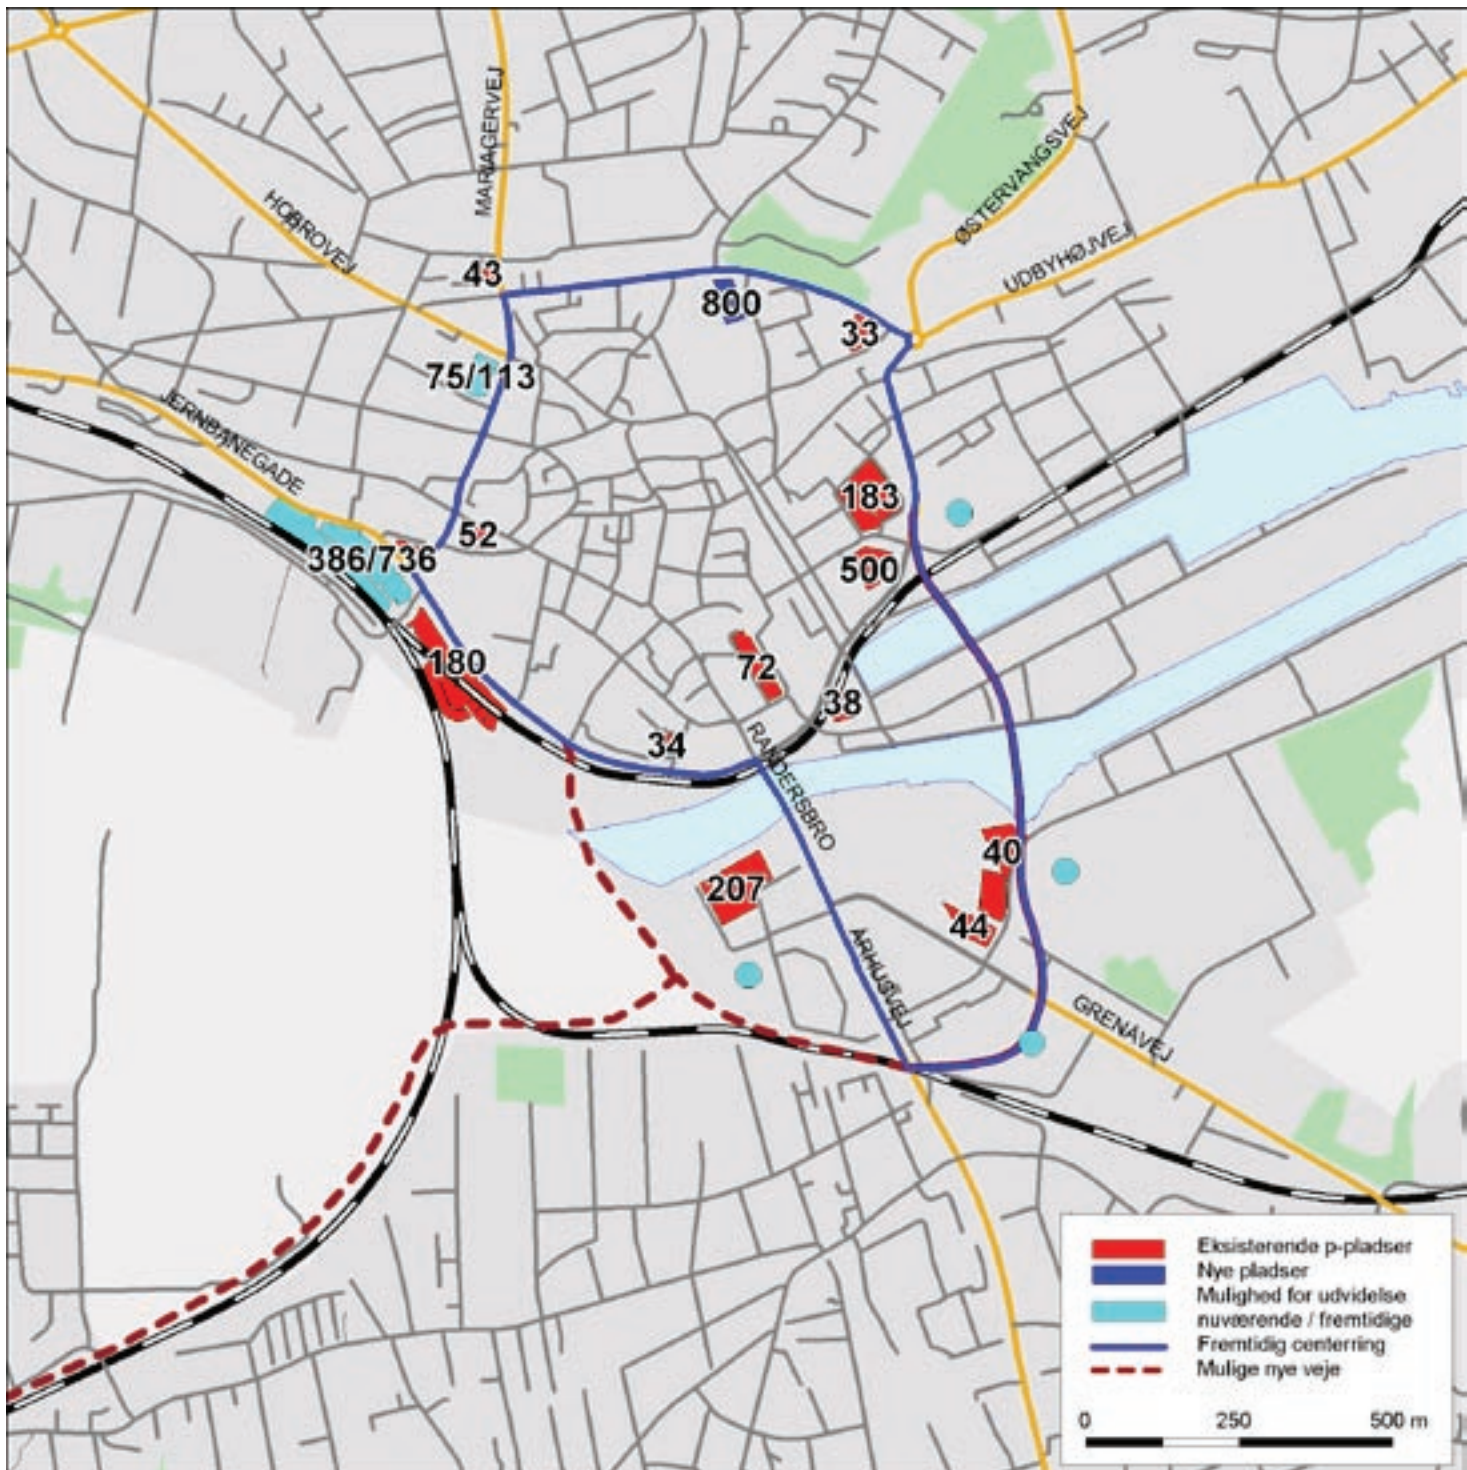 MARIAGERVEJ
ØSTERVANGSVEJ
HOBROVEJ
UDBYHØJVEJ
43
800
33
75/113
JERNBANEGADE
183
52
386/736
500
180
72
38
34
RANDERSBRO
40
207
44
ÅRHUSVEJ
GRENÅVEJ
Eksisterende p-pladser
Nye pladser
Mulighed for udvidelse
nuværende / fremtidige
Fremtidig centerring
Mulige nye veje
0 250 500 m